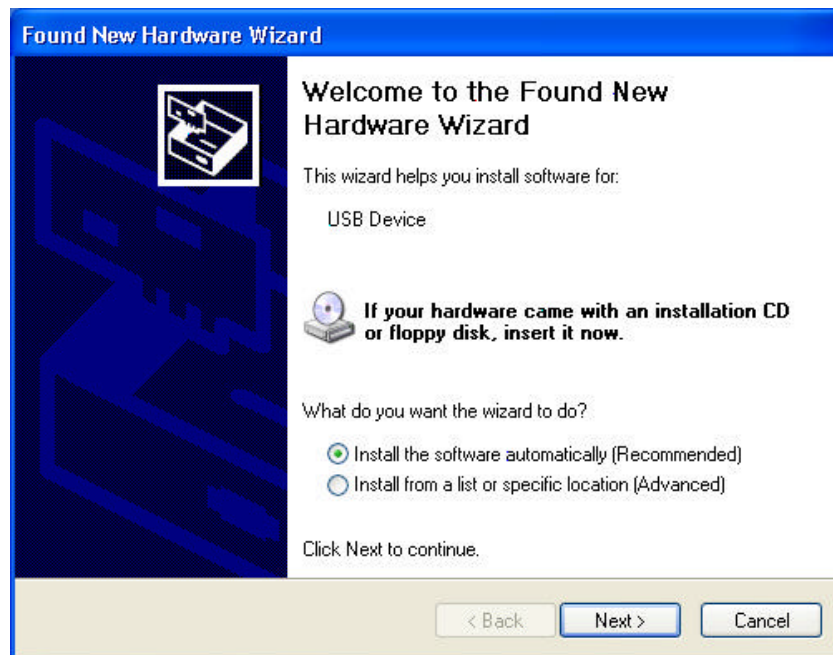 Found New Hardware Wizard
Welcome to the Found New
Hardware Wizard
This wizard helps you install software for:
USB Device
If your hardware came with an installation CD
or floppy disk, insert it now.
What do you want the wizard to do?
Install the software automatically (Recommended)
Install from a list or specific location (Advanced)
Click Next to continue.
< Back Next > Cancel